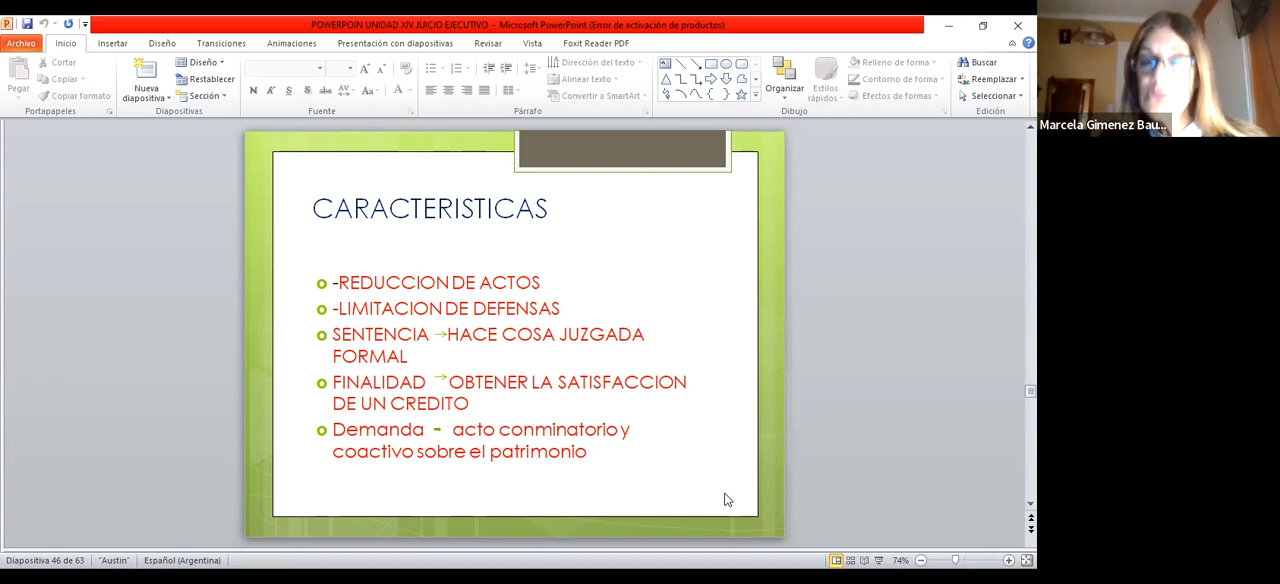 POWERPOIN UNIDAD XIV JUICIO EJECUTIVO - Microsoft PowerPoint (Error de activación de productos)
Archivo Inicio Insertar Diseño Transiciones Animaciones Presentación con diapositivas Revisar Vista Foxit Reader PDF
Pegar
Cortar
Copiar
Copiar formato
Portapapeles
Nueva
diapositiva
Diseño
Restablecer
Sección
Diapositivas
N K S S abc AV Aa A
Fuente
Dirección del texto
Alinear texto
Convertir a SmartArt
Párrafo
Organizar
Estilos
rápidos
Relleno de forma
Contorno de forma
Efectos de formas
Dibujo
Buscar
Reemplazar
Seleccionar
Edición
Marcela Gimenez Bau...
CARACTERISTICAS
-REDUCCION DE ACTOS
-LIMITACION DE DEFENSAS
SENTENCIA →HACE COSA JUZGADA
FORMAL
FINALIDAD →OBTENER LA SATISFACCION
DE UN CREDITO
Demanda - acto conminatorio y
coactivo sobre el patrimonio
Diapositiva 46 de 63 "Austin" Español (Argentina) 74%